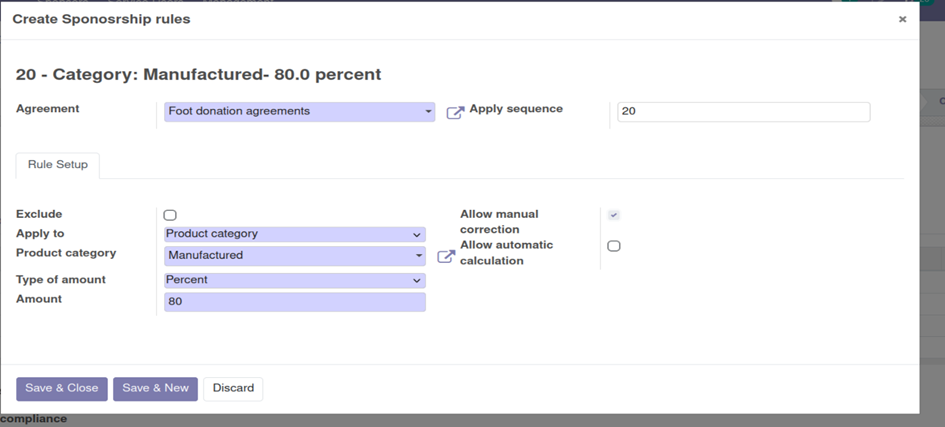 Create Sponosrship rules ×
20 - Category: Manufactured- 80.0 percent
Agreement Foot donation agreements Apply sequence 20
Rule Setup
Exclude
Apply to Product category
Product category Manufactured
Type of amount Percent
Amount 80
Allow manual
correction
Allow automatic
calculation
Save & Close Save & New Discard
compliance